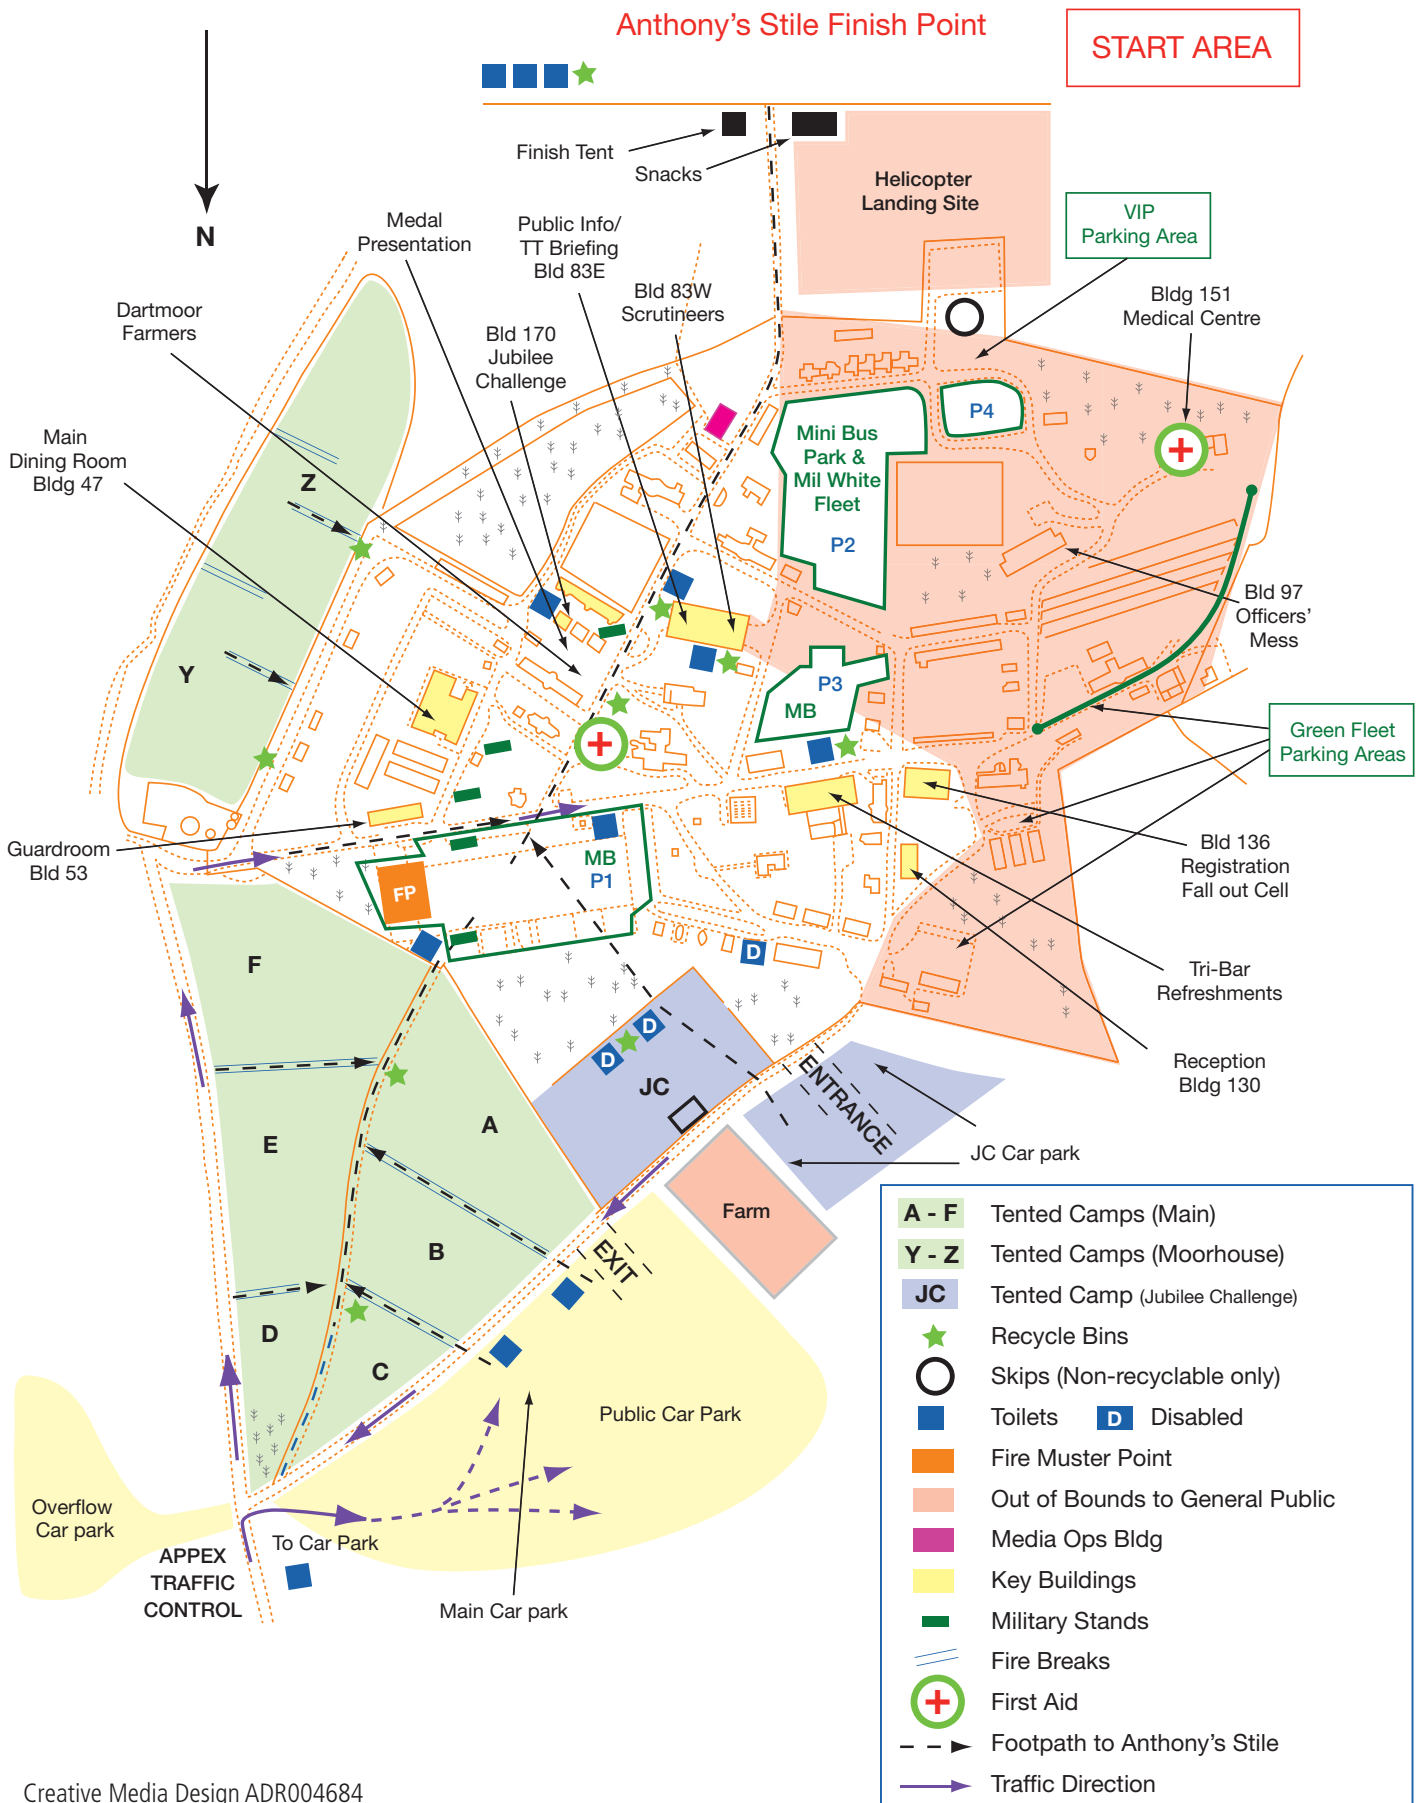 Anthony's Stile Finish Point
START AREA
Finish Tent
Snacks
Helicopter
Landing Site
N
Medal
Presentation
Public Info/
TT Briefing
Bld 83E
VIP
Parking Area
Dartmoor
Farmers
Bld 83W
Scrutineers
Bldg 151
Medical Centre
Bld 170
Jubilee
Challenge
P4
Main
Dining Room
Bldg 47
Mini Bus
Park &
Mil White
Fleet
P2
Z
Bld 97
Officers'
Mess
Y
P3
MB
Green Fleet
Parking Areas
Guardroom
Bld 53
MB
P1
FP
Bld 136
Registration
Fall out Cell
F
D
Tri-Bar
Refreshments
D
D
JC
Reception
Bldg 130
ENTRANCE
A
E
JC Car park
Farm
B
EXIT
D
C
Public Car Park
Overflow
Car park
To Car Park
APPEX
TRAFFIC
CONTROL
Main Car park
A - F Tented Camps (Main)
Y - Z Tented Camps (Moorhouse)
JC Tented Camp (Jubilee Challenge)
Recycle Bins
Skips (Non-recyclable only)
Toilets D Disabled
Fire Muster Point
Out of Bounds to General Public
Media Ops Bldg
Key Buildings
Military Stands
Fire Breaks
First Aid
Footpath to Anthony's Stile
Traffic Direction
Creative Media Design ADR004684